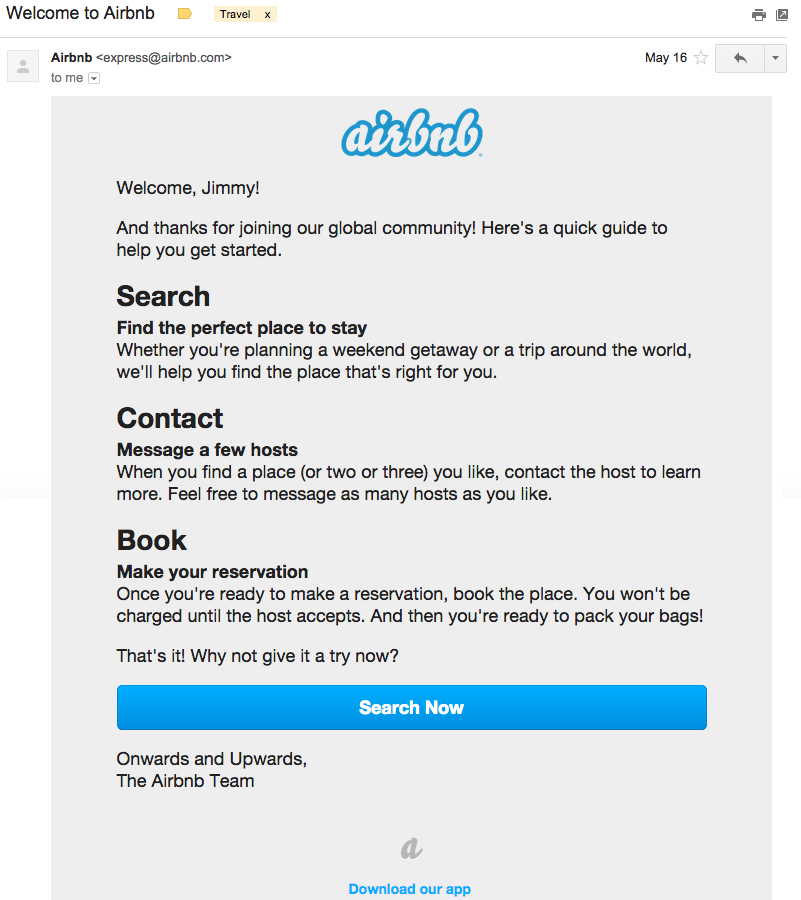 Welcome to Airbnb
Travel x
Airbnb <express@airbnb.com>
May 16
to me
airbnb
Welcome, Jimmy!
And thanks for joining our global community! Here's a quick guide to
help you get started.
Search
Find the perfect place to stay
Whether you're planning a weekend getaway or a trip around the world,
we'll help you find the place that's right for you.
Contact
Message a few hosts
When you find a place (or two or three) you like, contact the host to learn
more. Feel free to message as many hosts as you like.
Book
Make your reservation
Once you're ready to make a reservation, book the place. You won't be
charged until the host accepts. And then you're ready to pack your bags!
That's it! Why not give it a try now?
Search Now
Onwards and Upwards,
The Airbnb Team
a
Download our app